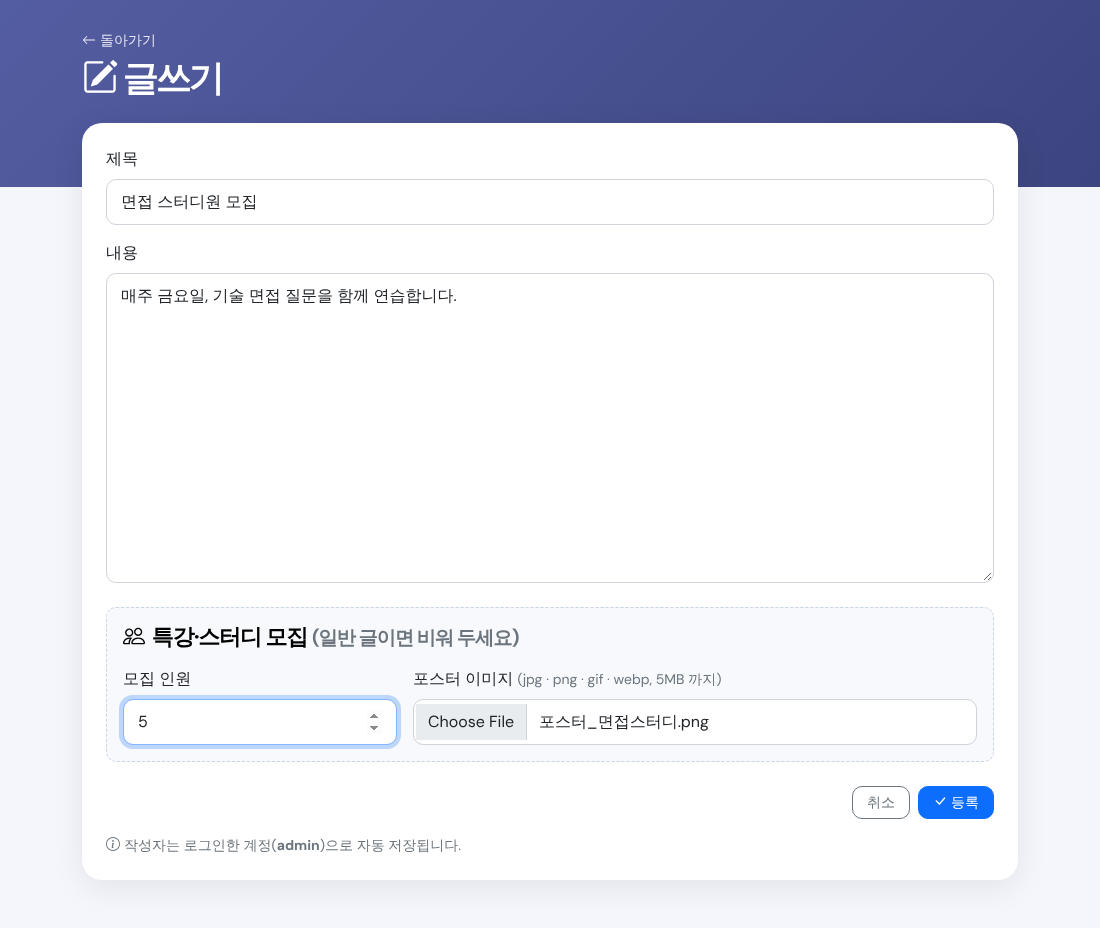 돌아가기
글쓰기
제목
면접 스터디원 모집
내용
매주 금요일, 기술 면접 질문을 함께 연습합니다.
특강·스터디 모집 (일반 글이면 비워 두세요)
모집 인원
포스터 이미지 (jpg · png · gif · webp, 5MB 까지)
5
Choose File 포스터_면접스터디.png
취소
등록
작성자는 로그인한 계정(admin)으로 자동 저장됩니다.